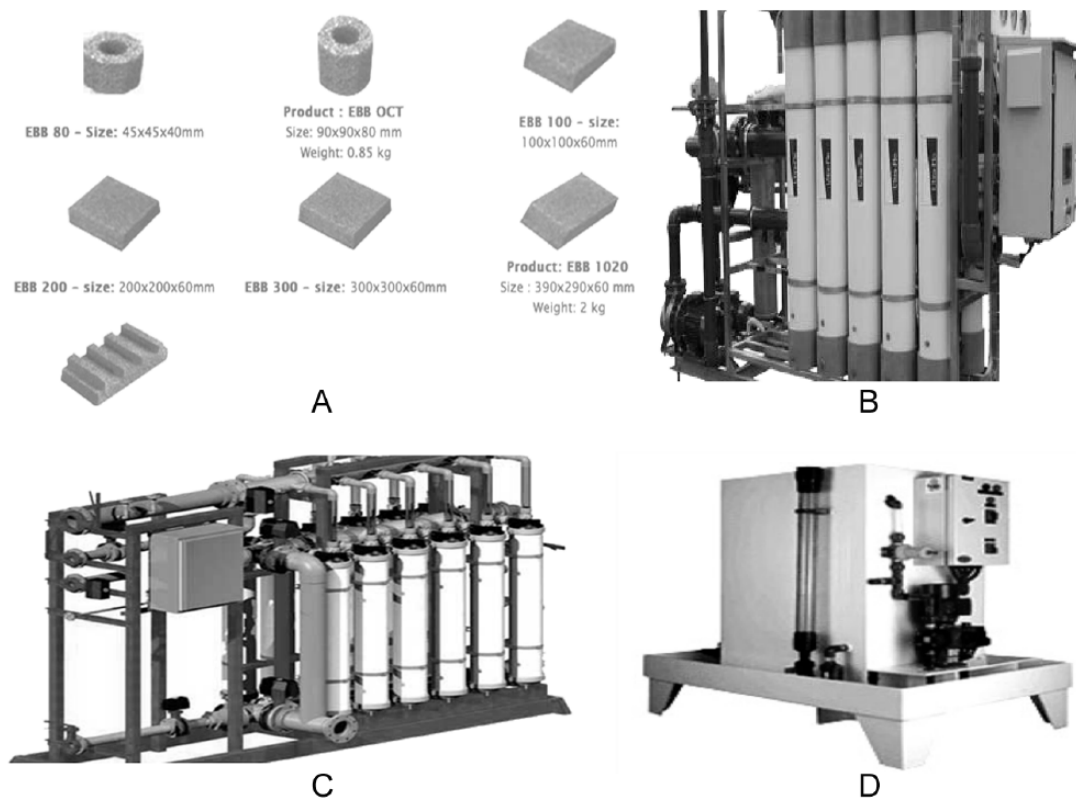 EBB 80 - Size: 45x45x40mm
Product : EBB OCT
Size: 90x90x80 mm
Weight: 0.85 kg
EBB 100 - size:
100x100x60mm
EBB 200 - size: 200x200x60mm
EBB 300 - size: 300x300x60mm
Product: EBB 1020
Size : 390x290x60 mm
Weight: 2 kg
A
B
C
D